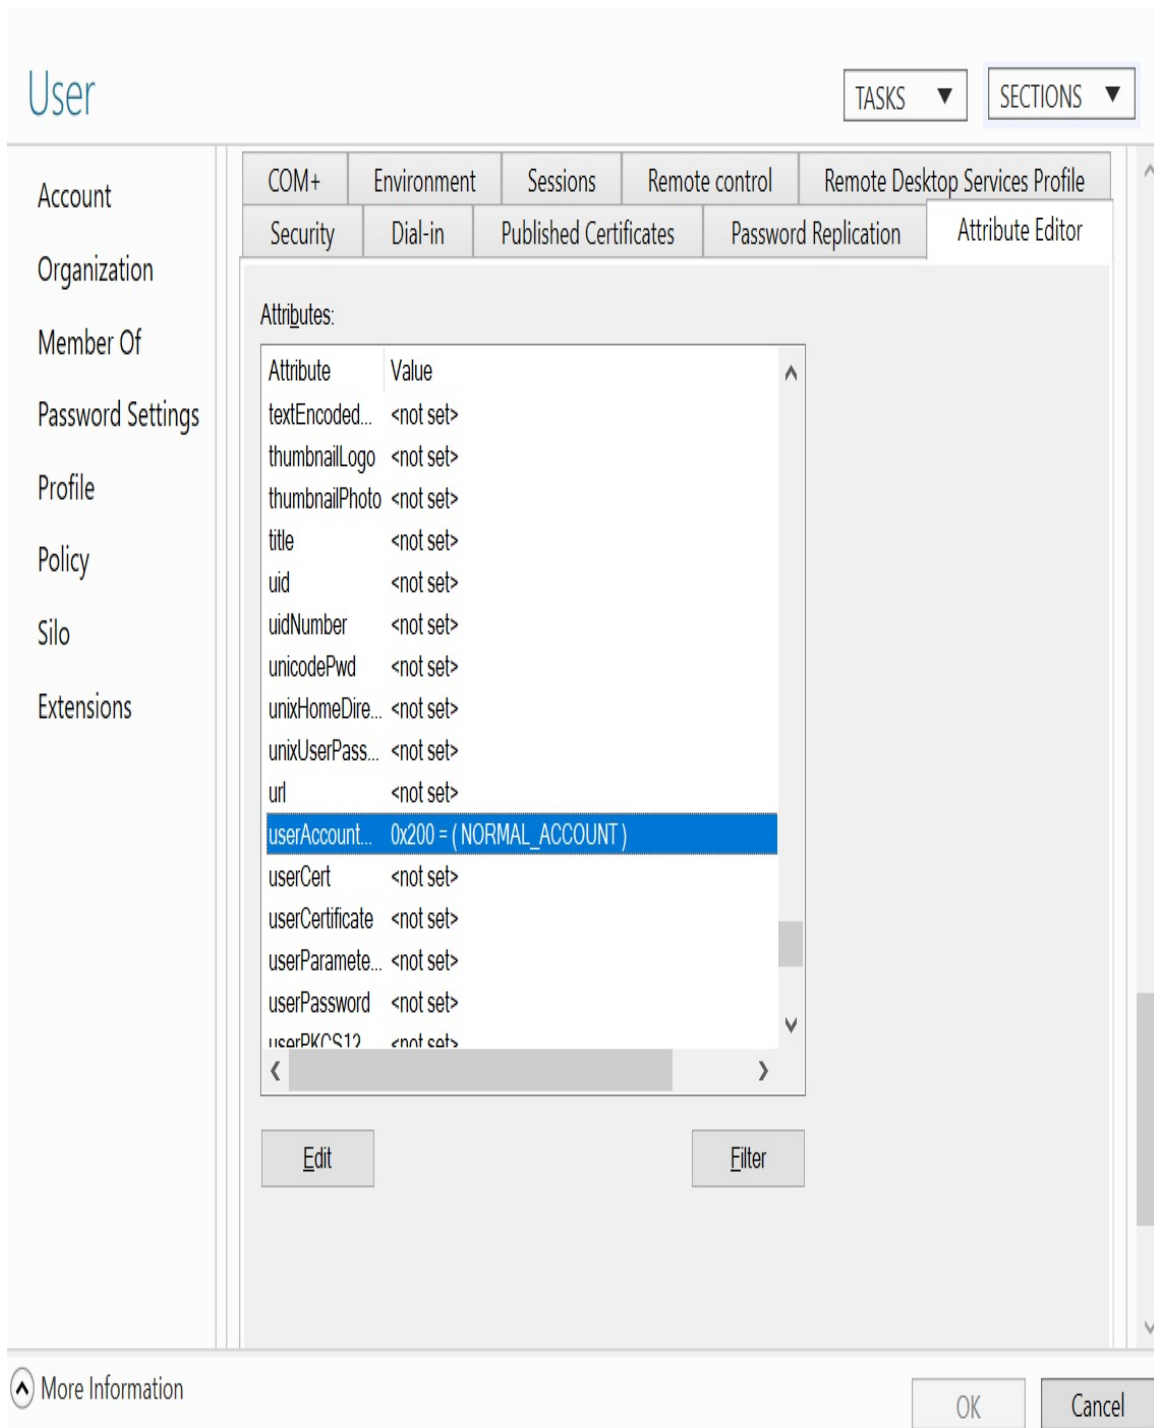 User
TASKS ▼
SECTIONS ▼
Account
Organization
Member Of
Password Settings
Profile
Policy
Silo
Extensions
COM+ Environment Sessions Remote control Remote Desktop Services Profile
Security Dial-in Published Certificates Password Replication Attribute Editor
Attributes:
Attribute Value
textEncoded... <not set>
thumbnailLogo <not set>
thumbnailPhoto <not set>
title <not set>
uid <not set>
uidNumber <not set>
unicodePwd <not set>
unixHomeDire... <not set>
unixUserPass... <not set>
url <not set>
userAccount... 0x200 = ( NORMAL_ACCOUNT )
userCert <not set>
userCertificate <not set>
userParamete... <not set>
userPassword <not set>
userPKCS12 <not set>
Edit
Filter
More Information
OK
Cancel